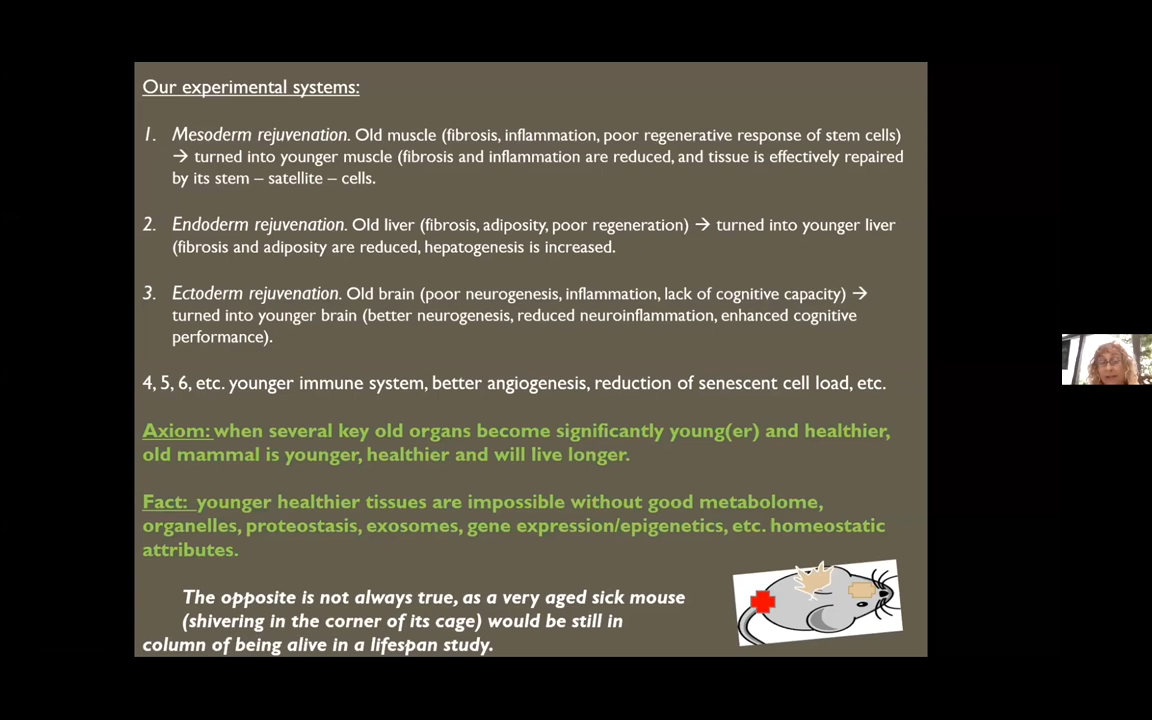 Our experimental systems:
1. Mesoderm rejuvenation. Old muscle (fibrosis, inflammation, poor regenerative response of stem cells)
→ turned into younger muscle (fibrosis and inflammation are reduced, and tissue is effectively repaired
by its stem – satellite – cells.
2. Endoderm rejuvenation. Old liver (fibrosis, adiposity, poor regeneration) → turned into younger liver
(fibrosis and adiposity are reduced, hepatogenesis is increased.
3. Ectoderm rejuvenation. Old brain (poor neurogenesis, inflammation, lack of cognitive capacity) →
turned into younger brain (better neurogenesis, reduced neuroinflammation, enhanced cognitive
performance).
4, 5, 6, etc. younger immune system, better angiogenesis, reduction of senescent cell load, etc.
Axiom: when several key old organs become significantly young(er) and healthier,
old mammal is younger, healthier and will live longer.
Fact: younger healthier tissues are impossible without good metabolome,
organelles, proteostasis, exosomes, gene expression/epigenetics, etc. homeostatic
attributes.
The opposite is not always true, as a very aged sick mouse
(shivering in the corner of its cage) would be still in
column of being alive in a lifespan study.